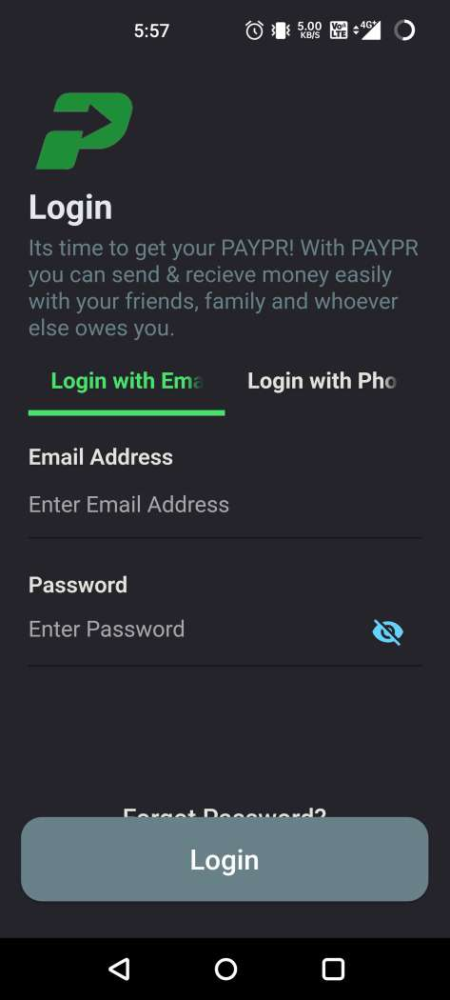 5:57
5.00
KB/S
Vo
LTE
4G+
Login
Its time to get your PAYPR! With PAYPR
you can send & recieve money easily
with your friends, family and whoever
else owes you.
Login with Ema
Login with Pho
Email Address
Enter Email Address
Password
Enter Password
Forgot Password?
Login